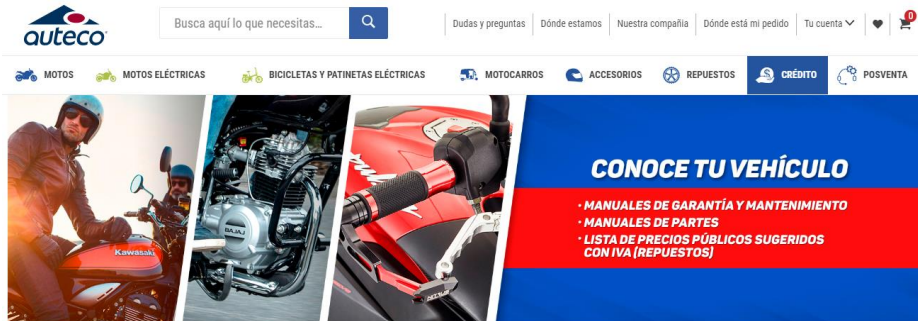 auteco
Busca aquí lo que necesitas...
Dudas y preguntas
Dónde estamos
Nuestra compañia
Dónde está mi pedido
Tu cuenta
0
MOTOS
MOTOS ELÉCTRICAS
BICICLETAS Y PATINETAS ELÉCTRICAS
MOTOCARROS
ACCESORIOS
REPUESTOS
CRÉDITO
POSVENTA
Kawasaki
BAJAJ
CONOCE TU VEHÍCULO
· MANUALES DE GARANTÍA Y MANTENIMIENTO
· MANUALES DE PARTES
· LISTA DE PRECIOS PÚBLICOS SUGERIDOS
CON IVA (REPUESTOS)